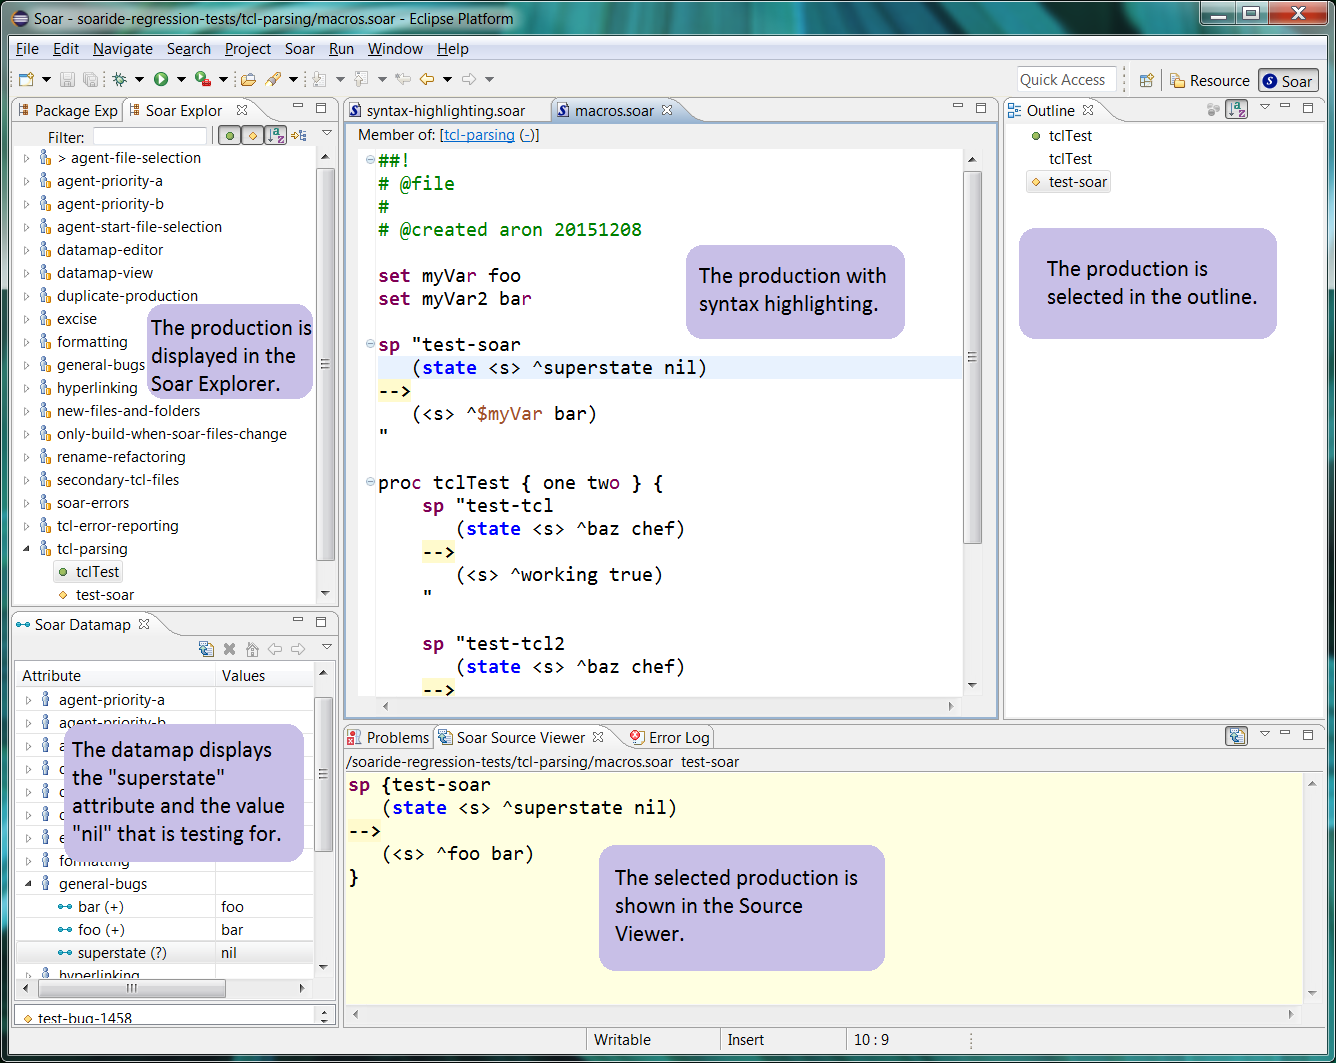 Soar - soaride-regression-tests/tcl-parsing/macros.soar - Eclipse Platform
File Edit Navigate Search Project Soar Run Window Help
Quick Access
Resource
Soar
Package Exp
Soar Explor
Filter:
> agent-file-selection
agent-priority-a
agent-priority-b
agent-start-file-selection
datamap-editor
datamap-view
duplicate-production
excise
formatting
general-bugs
hyperlinking
new-files-and-folders
only-build-when-soar-files-change
rename-refactoring
secondary-tcl-files
soar-errors
tcl-error-reporting
tcl-parsing
tclTest
test-soar
The production is
displayed in the
Soar Explorer.
syntax-highlighting.soar
macros.soar
Member of: [tcl-parsing (-)]
##!
# @file
#
# @created aron 20151208
set myVar foo
set myVar2 bar
sp "test-soar
(state <s> ^superstate nil)
-->
(<s> ^$myVar bar)
"
proc tclTest { one two } {
sp "test-tcl
(state <s> ^baz chef)
-->
(<s> ^working true)
"
sp "test-tcl2
(state <s> ^baz chef)
-->
The production with
syntax highlighting.
Outline
tclTest
tclTest
test-soar
The production is
selected in the outline.
Soar Datamap
Attribute Values
agent-priority-a
agent-priority-b
formatting
general-bugs
bar (+) foo
foo (+) bar
superstate (?) nil
hyperlinking
test-bug-1458
The datamap displays
the "superstate"
attribute and the value
"nil" that is testing for.
Problems
Soar Source Viewer
Error Log
/soaride-regression-tests/tcl-parsing/macros.soar test-soar
sp {test-soar
(state <s> ^superstate nil)
-->
(<s> ^foo bar)
}
The selected production is
shown in the Source
Viewer.
Writable
Insert
10 : 9